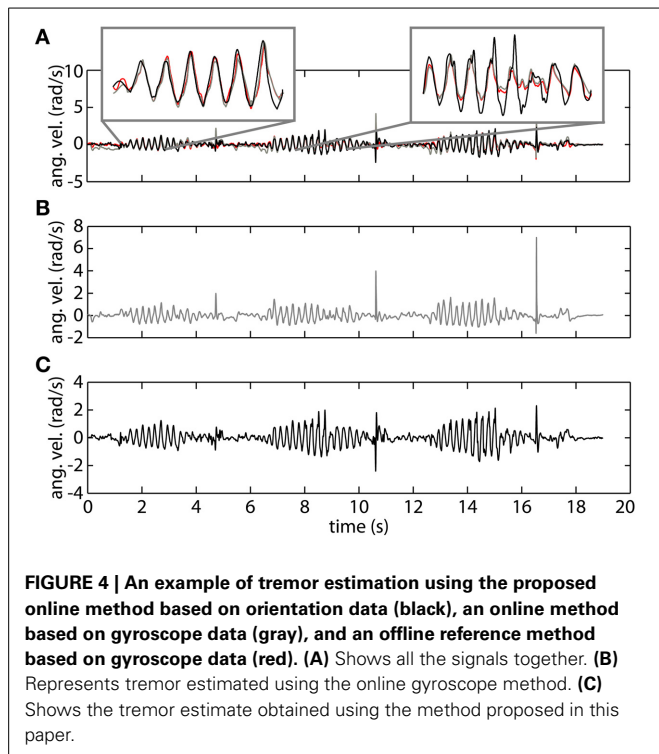 A
10
5
0
-5
ang. vel. (rad/s)
B
8
6
4
2
0
-2
ang. vel. (rad/s)
C
4
2
0
-2
-4
ang. vel. (rad/s)
0 2 4 6 8 10 12 14 16 18 20
time (s)
FIGURE 4 | An example of tremor estimation using the proposed
online method based on orientation data (black), an online method
based on gyroscope data (gray), and an offline reference method
based on gyroscope data (red). (A) Shows all the signals together. (B)
Represents tremor estimated using the online gyroscope method. (C)
Shows the tremor estimate obtained using the method proposed in this
paper.